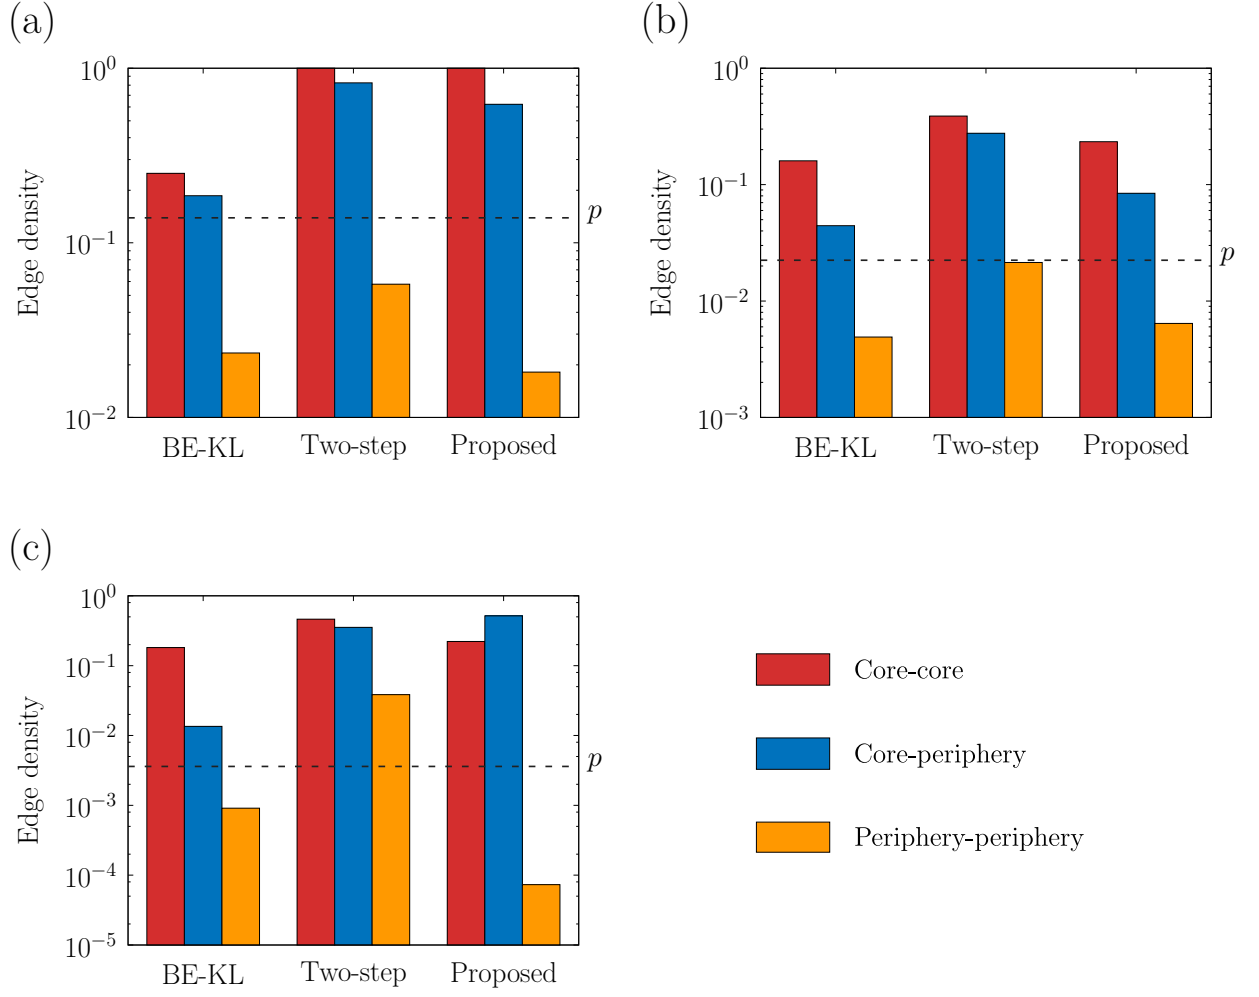 (a)
10^0
10^-1
10^-2
Edge density
p
BE-KL Two-step Proposed
(b)
10^0
10^-1
10^-2
10^-3
Edge density
p
BE-KL Two-step Proposed
(c)
10^0
10^-1
10^-2
10^-3
10^-4
10^-5
Edge density
p
BE-KL Two-step Proposed
Core-core
Core-periphery
Periphery-periphery